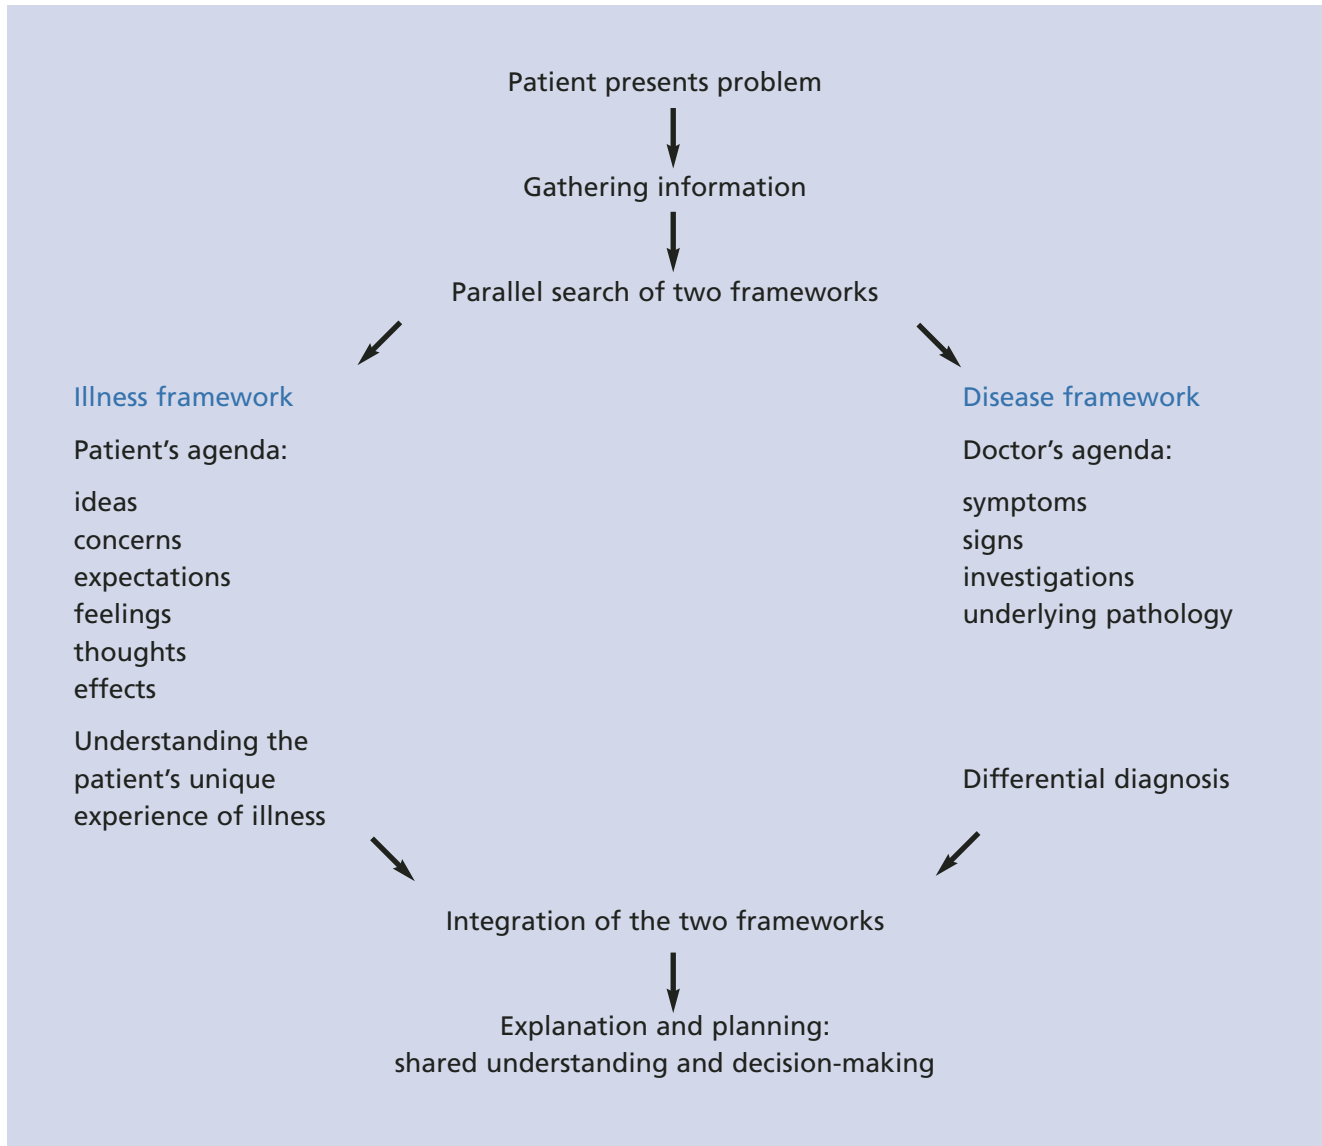 Patient presents problem
Gathering information
Parallel search of two frameworks
Illness framework
Patient’s agenda:
ideas
concerns
expectations
feelings
thoughts
effects
Understanding the
patient’s unique
experience of illness
Disease framework
Doctor’s agenda:
symptoms
signs
investigations
underlying pathology
Differential diagnosis
Integration of the two frameworks
Explanation and planning:
shared understanding and decision-making